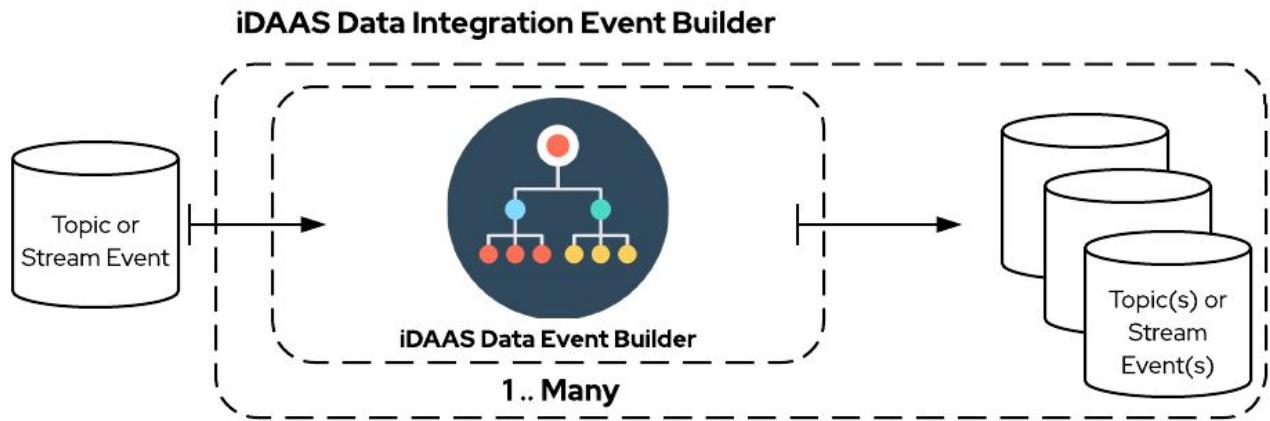 iDAAS Data Integration Event Builder
Topic or
Stream Event
iDAAS Data Event Builder
1 .. Many
Topic(s) or
Stream
Event(s)